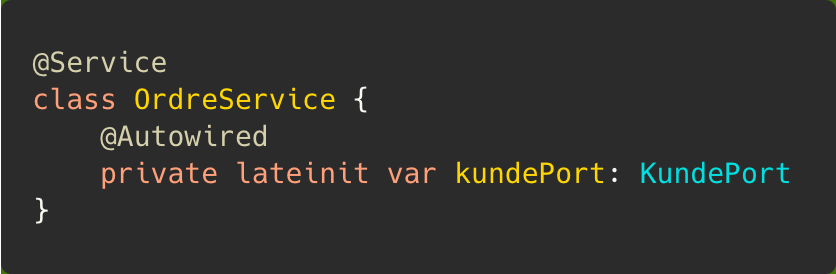 @Service
class OrdreService {
    @Autowired
    private lateinit var kundePort: KundePort
}